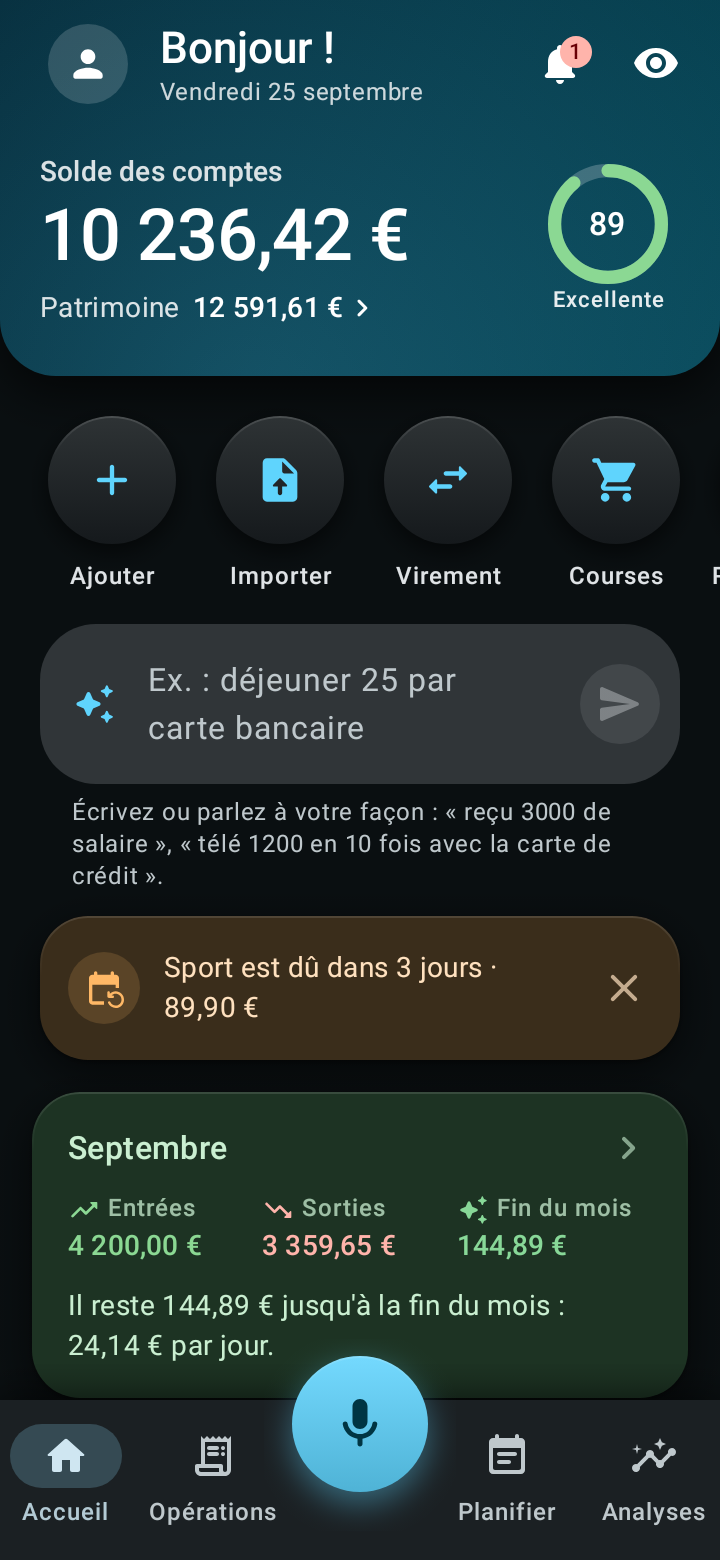 Bonjour !
1
Vendredi 25 septembre
Solde des comptes
10 236,42 €
89
Patrimoine 12 591,61 €
Excellente
Ajouter
Importer
Virement
Courses
Ex. : déjeuner 25 par
carte bancaire
Écrivez ou parlez à votre façon : « reçu 3000 de
salaire », « télé 1200 en 10 fois avec la carte de
crédit ».
Sport est dû dans 3 jours ·
89,90 €
Septembre
Entrées
Sorties
Fin du mois
4 200,00 €
3 359,65 €
144,89 €
Il reste 144,89 € jusqu'à la fin du mois :
24,14 € par jour.
Accueil
Opérations
Planifier
Analyses